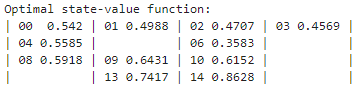 Optimal state-value function:
| 00  0.542 | 01 0.4988 | 02 0.4707 | 03 0.4569 |
| 04 0.5585 |           | 06 0.3583 |           |
| 08 0.5918 | 09 0.6431 | 10 0.6152 |           |
|           | 13 0.7417 | 14 0.8628 |           |